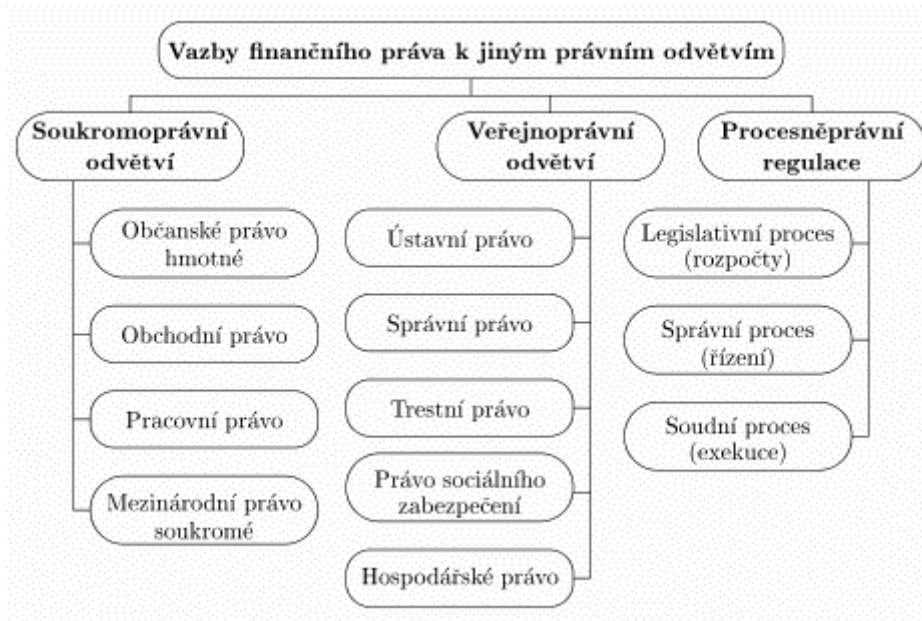 Vazby finančního práva k jiným právním odvětvím
Soukromoprávní
odvětví
Občanské právo
hmotné
Obchodní právo
Pracovní právo
Mezinárodní právo
soukromé
Veřejnoprávní
odvětví
Ústavní právo
Správní právo
Trestní právo
Právo sociálního
zabezpečení
Hospodářské právo
Procesněprávní
regulace
Legislativní proces
(rozpočty)
Správní proces
(řízení)
Soudní proces
(exekuce)